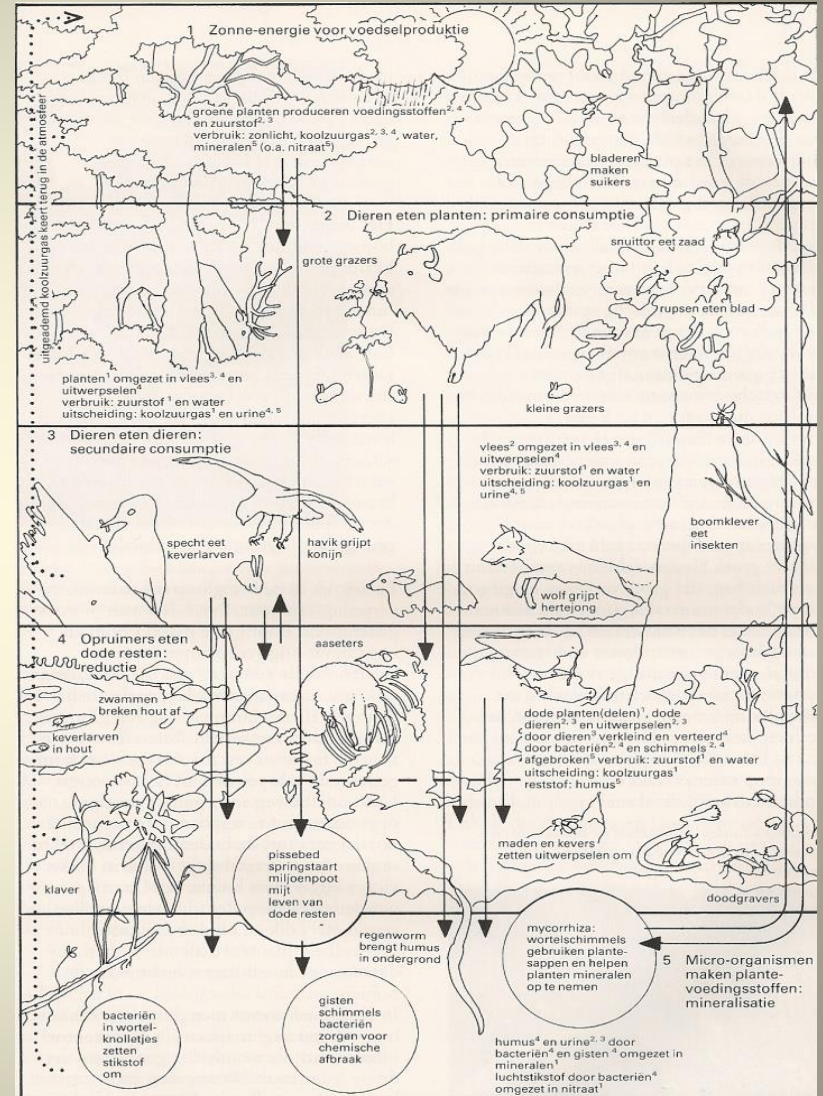 1 Zonne-energie voor voedselproduktie
groene planten produceren voedingsstoffen2, 4
en zuurstof2, 3
verbruik: zonlicht, koolzuurgas2, 3, 4, water,
mineralen5 (o.a. nitraat5)
bladeren
maken
suikers
uitgeademd koolzuurgas keert terug in de atmosfeer
2 Dieren eten planten: primaire consumptie
grote grazers
snuittor eet zaad
rupsen eten blad
planten1 omgezet in vlees3, 4 en
uitwerpselen4
verbruik: zuurstof1 en water
uitscheiding: koolzuurgas1 en urine4, 5
kleine grazers
3 Dieren eten dieren:
secundaire consumptie
vlees2 omgezet in vlees3, 4 en
uitwerpselen4
verbruik: zuurstof1 en water
uitscheiding: koolzuurgas1 en
urine4, 5
specht eet
keverlarven
havik grijpt
konijn
boomklever
eet
insekten
wolf grijpt
hertejong
4 Opruimers eten
dode resten:
reductie
aaseters
zwammen
breken hout af
keverlarven
in hout
dode planten(delen)1, dode
dieren2, 3 en uitwerpselen2, 3
door dieren3 verkleind en verteerd4
door bacteriën2, 4 en schimmels2, 4
afgebroken5 verbruik: zuurstof1 en water
uitscheiding: koolzuurgas1
reststof: humus5
maden en kevers
zetten uitwerpselen om
klaver
pissebed
springstaart
miljoenpoot
mijt
leven van
dode resten
doodgravers
regenworm
brengt humus
in ondergrond
mycorrhiza:
wortelschimmels
gebruiken plante-
sappen en helpen
planten mineralen
op te nemen
5 Micro-organismen
maken plante-
voedingsstoffen:
mineralisatie
bacteriën
in wortel-
knolletjes
zetten
stikstof
om
gisten
schimmels
bacteriën
zorgen voor
chemische
afbraak
humus4 en urine2, 3 door
bacteriën4 en gisten4 omgezet in
mineralen1
luchtstikstof door bacteriën4
omgezet in nitraat1